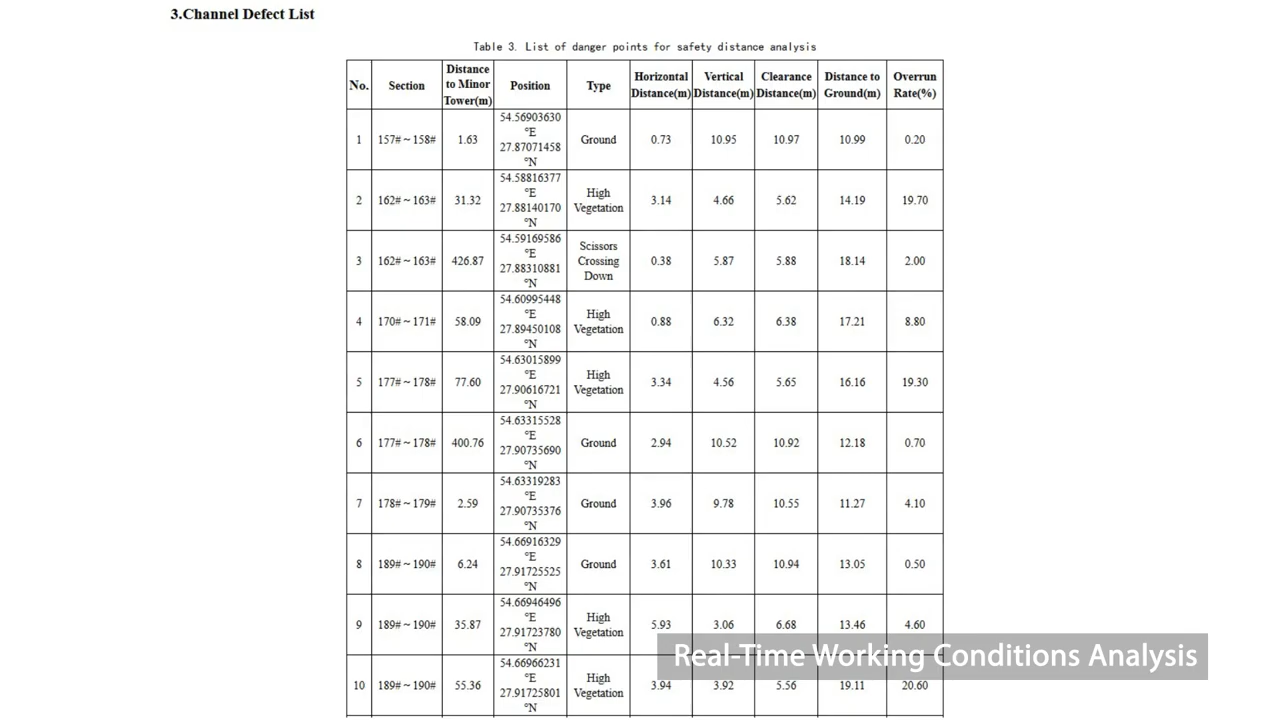 3.Channel Defect List
Table 3. List of danger points for safety distance analysis
No. Section Distance to Minor Tower(m) Position Type Horizontal Distance(m) Vertical Distance(m) Clearance Distance(m) Distance to Ground(m) Overrun Rate(%)
1 157#~158# 1.63 54.56903630 °E 27.87071458 °N Ground 0.73 10.95 10.97 10.99 0.20
2 162#~163# 31.32 54.58816377 °E 27.88140170 °N High Vegetation 3.14 4.66 5.62 14.19 19.70
3 162#~163# 426.87 54.59169586 °E 27.88310881 °N Scissors Crossing Down 0.38 5.87 5.88 18.14 2.00
4 170#~171# 58.09 54.60995448 °E 27.89450108 °N High Vegetation 0.88 6.32 6.38 17.21 8.80
5 177#~178# 77.60 54.63015899 °E 27.90616721 °N High Vegetation 3.34 4.56 5.65 16.16 19.30
6 177#~178# 400.76 54.63315528 °E 27.90735690 °N Ground 2.94 10.52 10.92 12.18 0.70
7 178#~179# 2.59 54.63319283 °E 27.90735376 °N Ground 3.96 9.78 10.55 11.27 4.10
8 189#~190# 6.24 54.66916329 °E 27.91725525 °N Ground 3.61 10.33 10.94 13.05 0.50
9 189#~190# 35.87 54.66946496 °E 27.91723780 °N High Vegetation 5.93 3.06 6.68 13.46 4.60
10 189#~190# 55.36 54.66966231 °E 27.91725801 °N High Vegetation 3.94 3.92 5.56 19.11 20.60
Real-Time Working Conditions Analysis